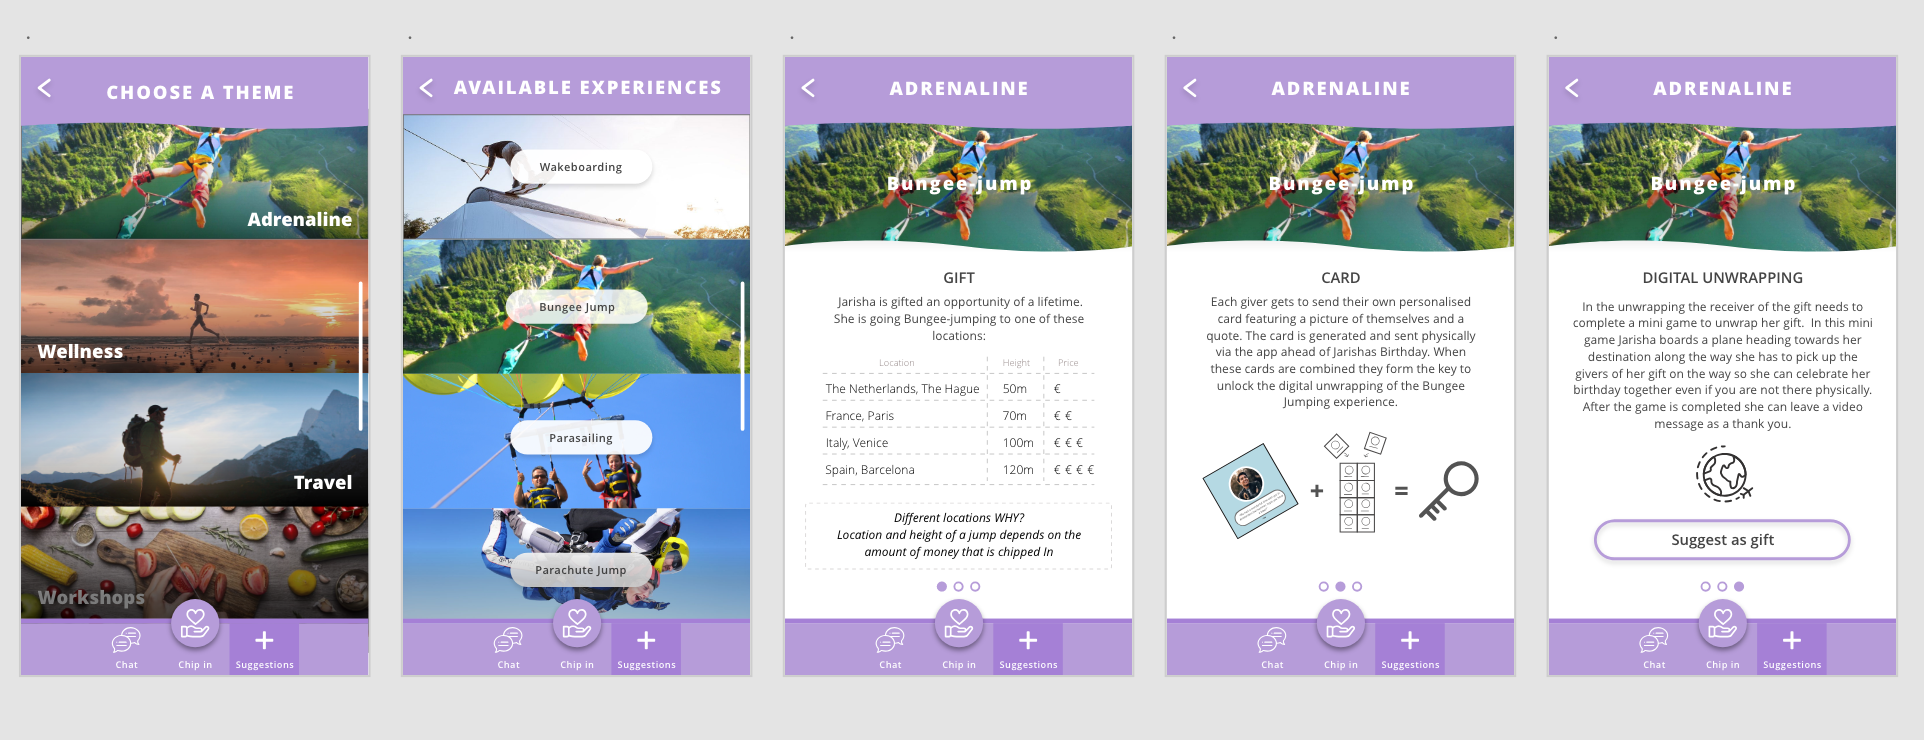 CHOOSE A THEME
Adrenaline
Wellness
Travel
Workshops
Chat
Chip in
Suggestions
AVAILABLE EXPERIENCES
Wakeboarding
Bungee Jump
Parasailing
Parachute Jump
Chat
Chip in
Suggestions
ADRENALINE
Bungee-jump
GIFT
Jarisha is gifted an opportunity of a lifetime.
She is going Bungee-jumping to one of these
locations:
Location Height Price
The Netherlands, The Hague 50m €
France, Paris 70m € €
Italy, Venice 100m € € €
Spain, Barcelona 120m € € € €
Different locations WHY?
Location and height of a jump depends on the
amount of money that is chipped In
Chat
Chip in
Suggestions
ADRENALINE
Bungee-jump
CARD
Each giver gets to send their own personalised
card featuring a picture of themselves and a
quote. The card is generated and sent physically
via the app ahead of Jarishas Birthday. When
these cards are combined they form the key to
unlock the digital unwrapping of the Bungee
Jumping experience.
+ =
Chat
Chip in
Suggestions
ADRENALINE
Bungee-jump
DIGITAL UNWRAPPING
In the unwrapping the receiver of the gift needs to
complete a mini game to unwrap her gift. In this mini
game Jarisha boards a plane heading towards her
destination along the way she has to pick up the
givers of her gift on the way so she can celebrate her
birthday together even if you are not there physically.
After the game is completed she can leave a video
message as a thank you.
Suggest as gift
Chat
Chip in
Suggestions